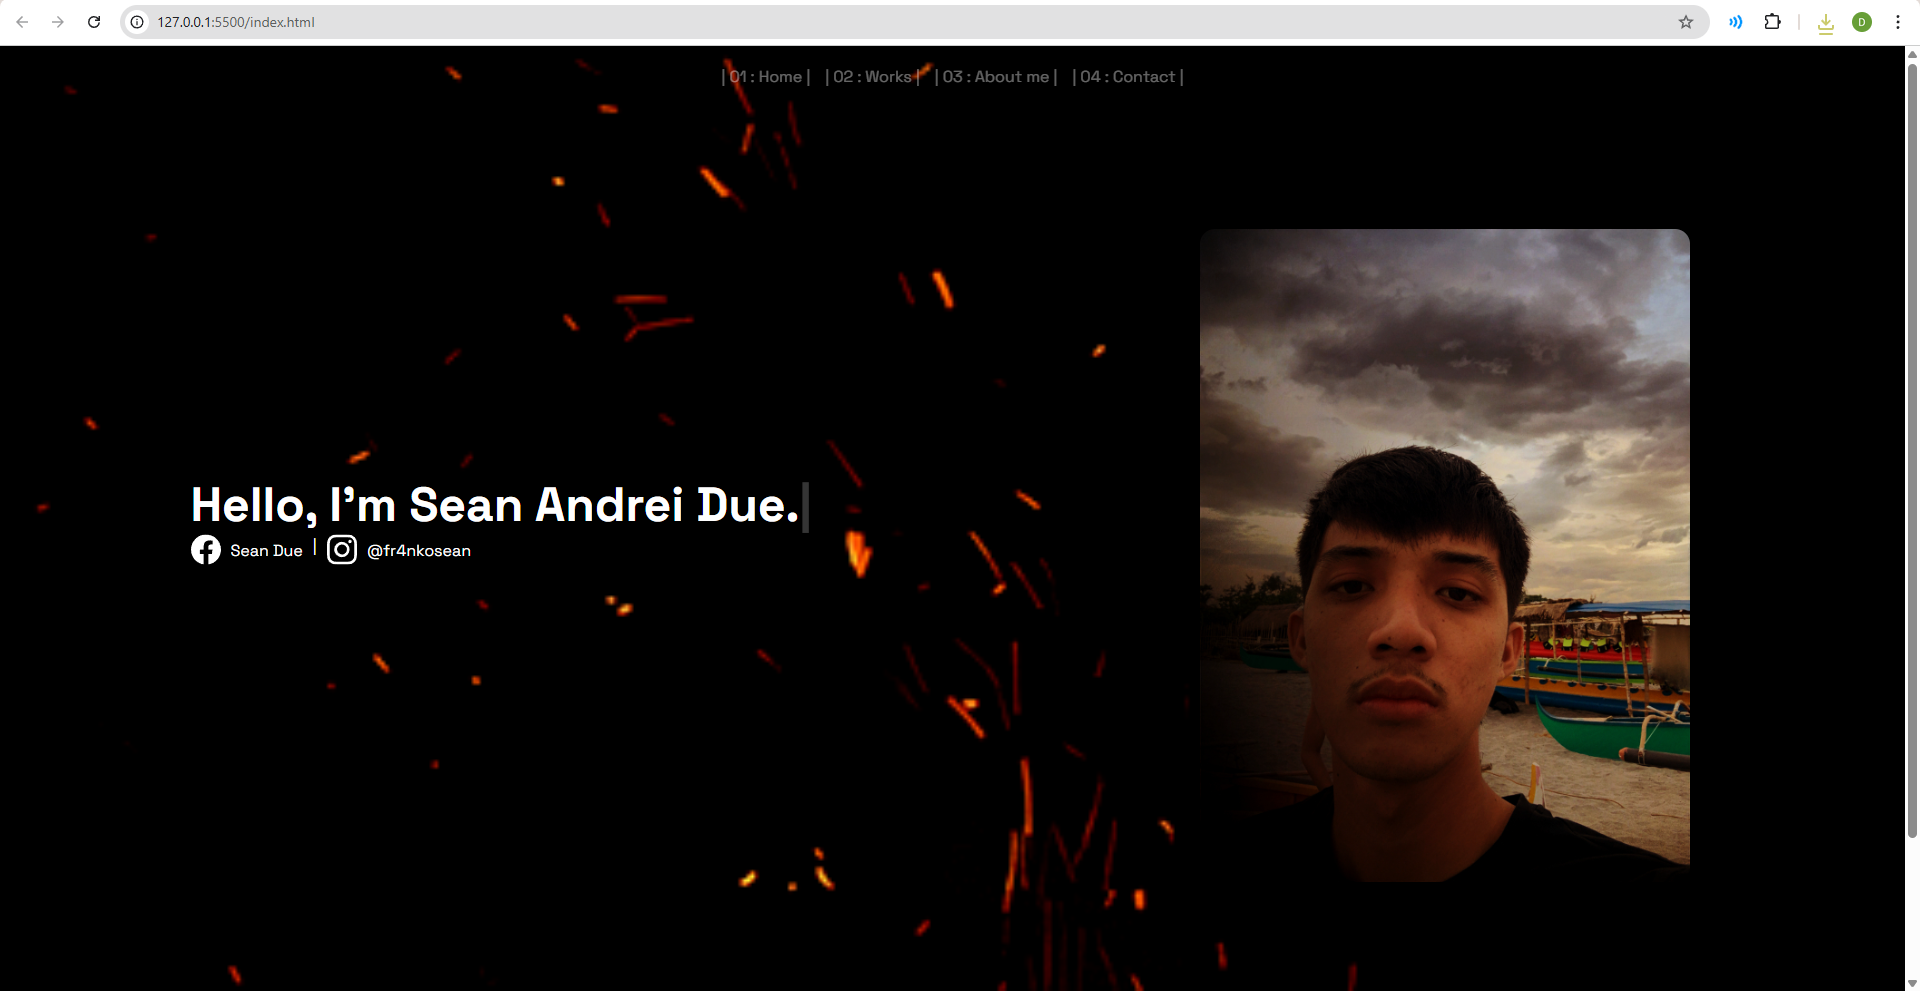 127.0.0.1:5500/index.html
D
| 01 : Home | | 02 : Works | | 03 : About me | | 04 : Contact |
Hello, I'm Sean Andrei Due.
Sean Due | @fr4nkosean